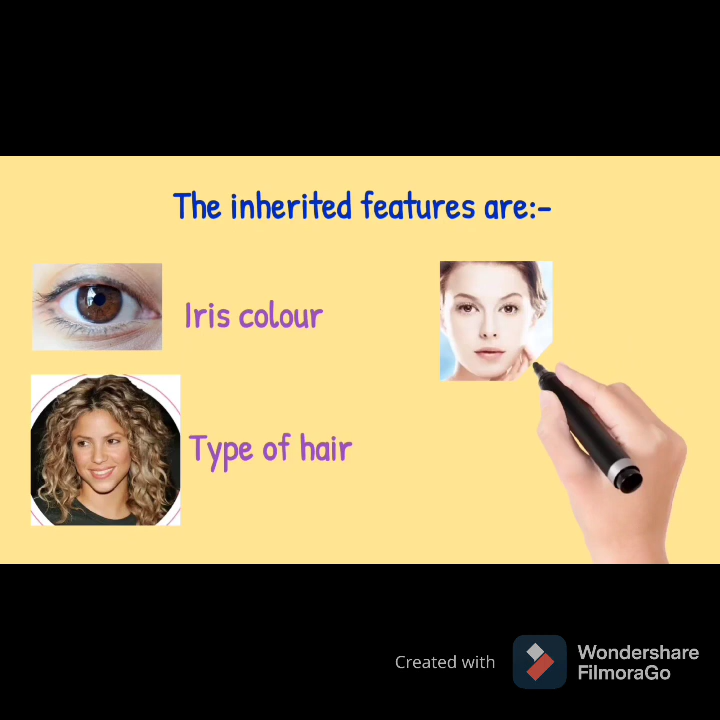 The inherited features are:-
Iris colour
Type of hair
Created with
Wondershare
FilmoraGo